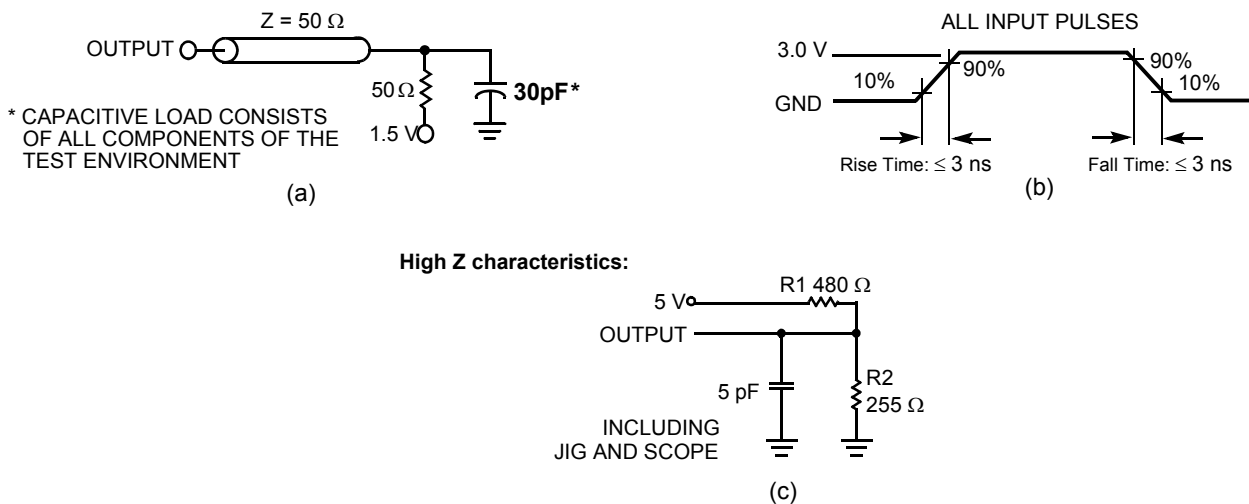 Z = 50 Ω
OUTPUT
50 Ω
30pF*
1.5 V
* CAPACITIVE LOAD CONSISTS
OF ALL COMPONENTS OF THE
TEST ENVIRONMENT
(a)
ALL INPUT PULSES
3.0 V
90%
90%
10%
10%
GND
Rise Time: ≤ 3 ns
Fall Time: ≤ 3 ns
(b)
High Z characteristics:
R1 480 Ω
5 V
OUTPUT
5 pF
R2
255 Ω
INCLUDING
JIG AND SCOPE
(c)